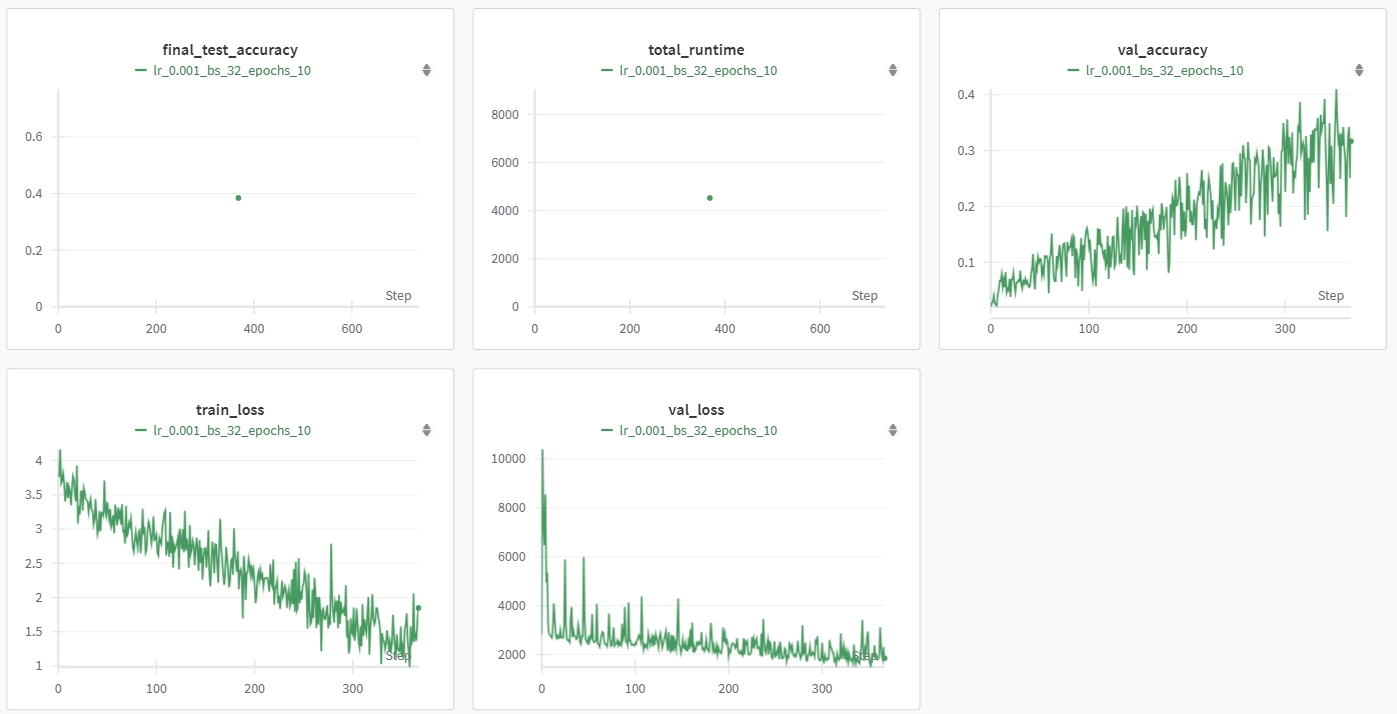 final_test_accuracy
lr_0.001_bs_32_epochs_10
0.6
0.4
0.2
0
Step
0 200 400 600
total_runtime
lr_0.001_bs_32_epochs_10
8000
6000
4000
2000
0
Step
0 200 400 600
val_accuracy
lr_0.001_bs_32_epochs_10
0.4
0.3
0.2
0.1
Step
0 100 200 300
train_loss
lr_0.001_bs_32_epochs_10
4
3.5
3
2.5
2
1.5
1
Step
0 100 200 300
val_loss
lr_0.001_bs_32_epochs_10
10000
8000
6000
4000
2000
Step
0 100 200 300